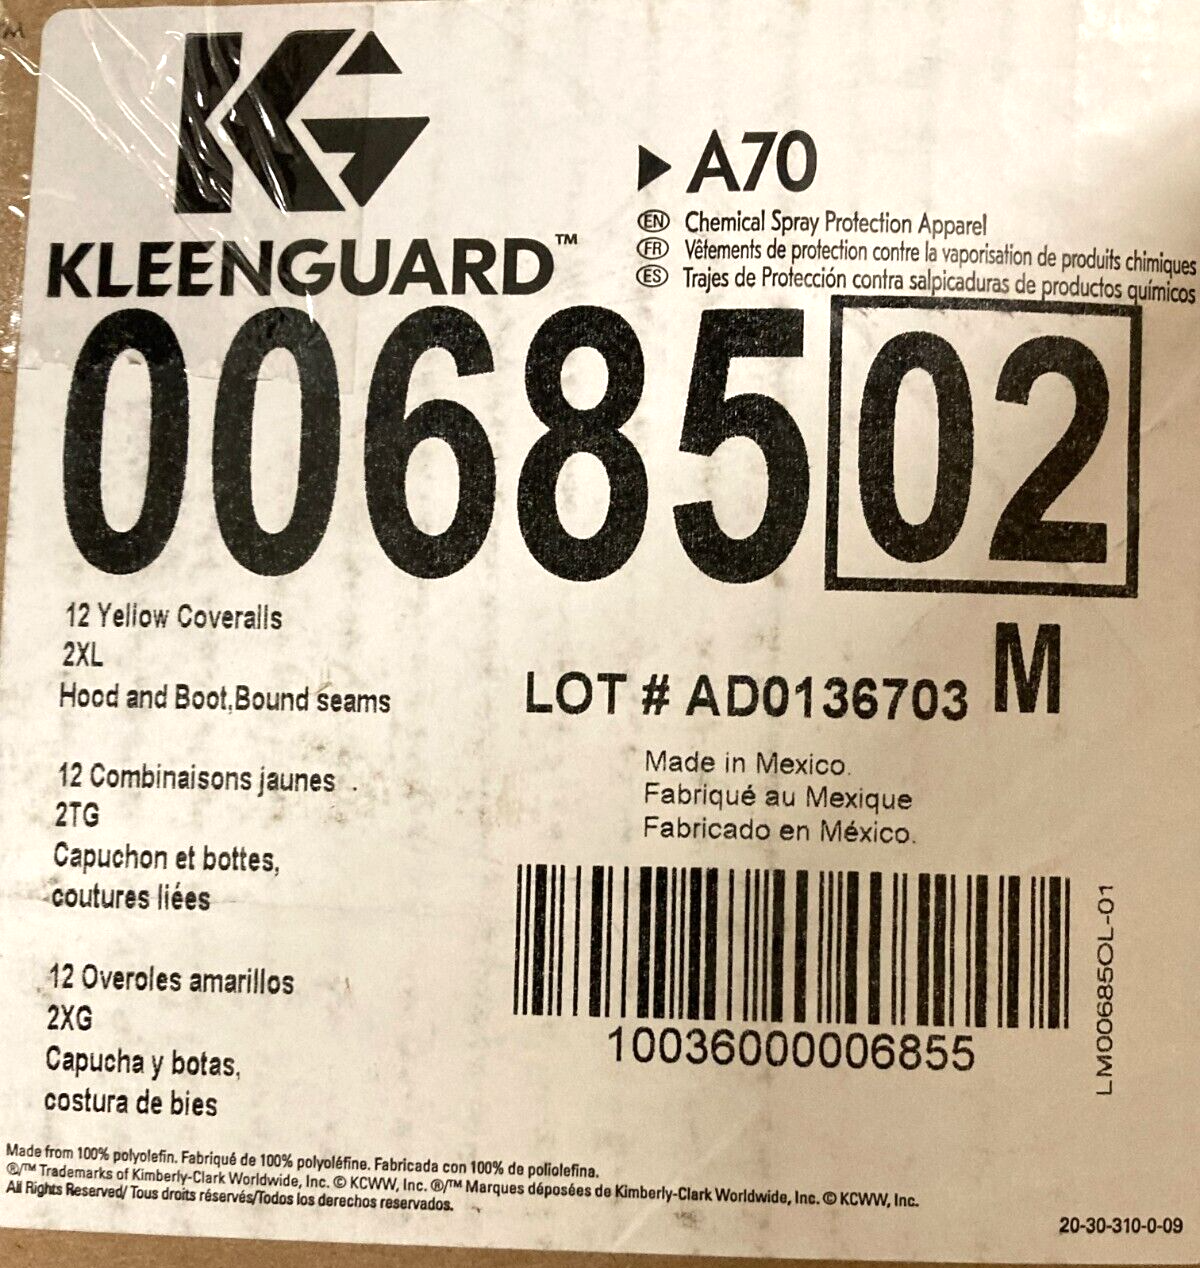 KG
KLEENGUARD™
▶ A70
EN Chemical Spray Protection Apparel
FR Vêtements de protection contre la vaporisation de produits chimiques
ES Trajes de Protección contra salpicaduras de productos químicos
0068502
12 Yellow Coveralls
2XL
Hood and Boot,Bound seams
LOT # AD0136703 M
12 Combinaisons jaunes
2TG
Capuchon et bottes,
coutures liées
Made in Mexico.
Fabriqué au Mexique
Fabricado en México.
12 Overoles amarillos
2XG
Capucha y botas,
costura de bies
10036000006855
LM00685OL-01
Made from 100% polyolefin. Fabriqué de 100% polyoléfine. Fabricada con 100% de poliolefina.
®/™ Trademarks of Kimberly-Clark Worldwide, Inc. © KCWW, Inc. ®/™ Marques déposées de Kimberly-Clark Worldwide, Inc. © KCWW, Inc.
All Rights Reserved/ Tous droits réservés/Todos los derechos reservados.
20-30-310-0-09